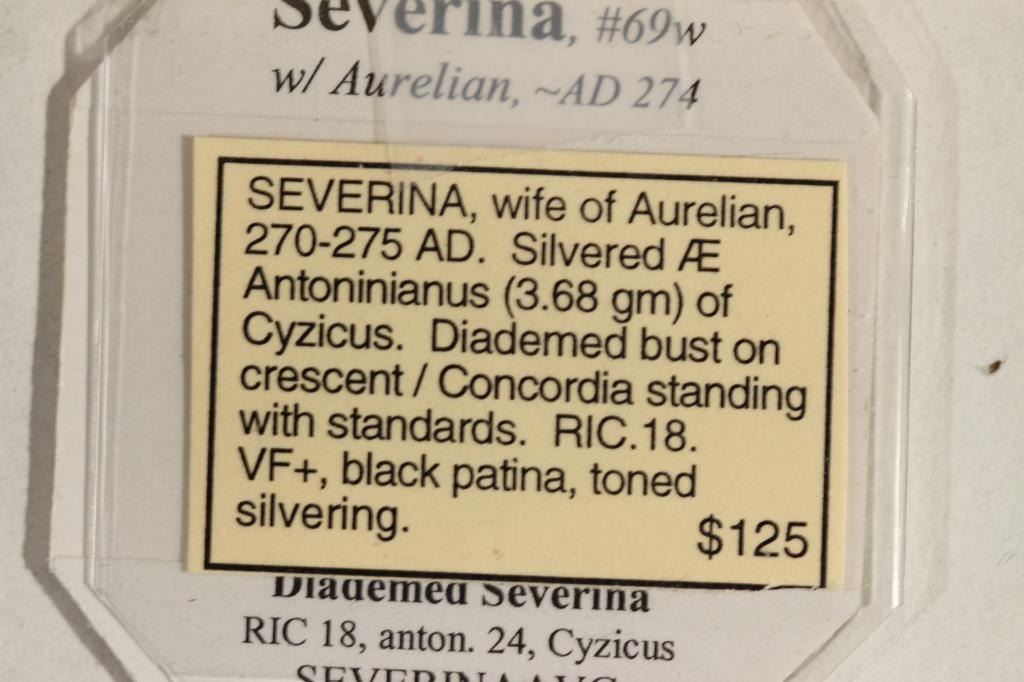 Severina, #69w
w/ Aurelian, ~AD 274
SEVERINA, wife of Aurelian,
270-275 AD. Silvered Æ
Antoninianus (3.68 gm) of
Cyzicus. Diademed bust on
crescent / Concordia standing
with standards. RIC.18.
VF+, black patina, toned
silvering.
$125
Diademed Severina
RIC 18, anton. 24, Cyzicus
SEVERINA AVG